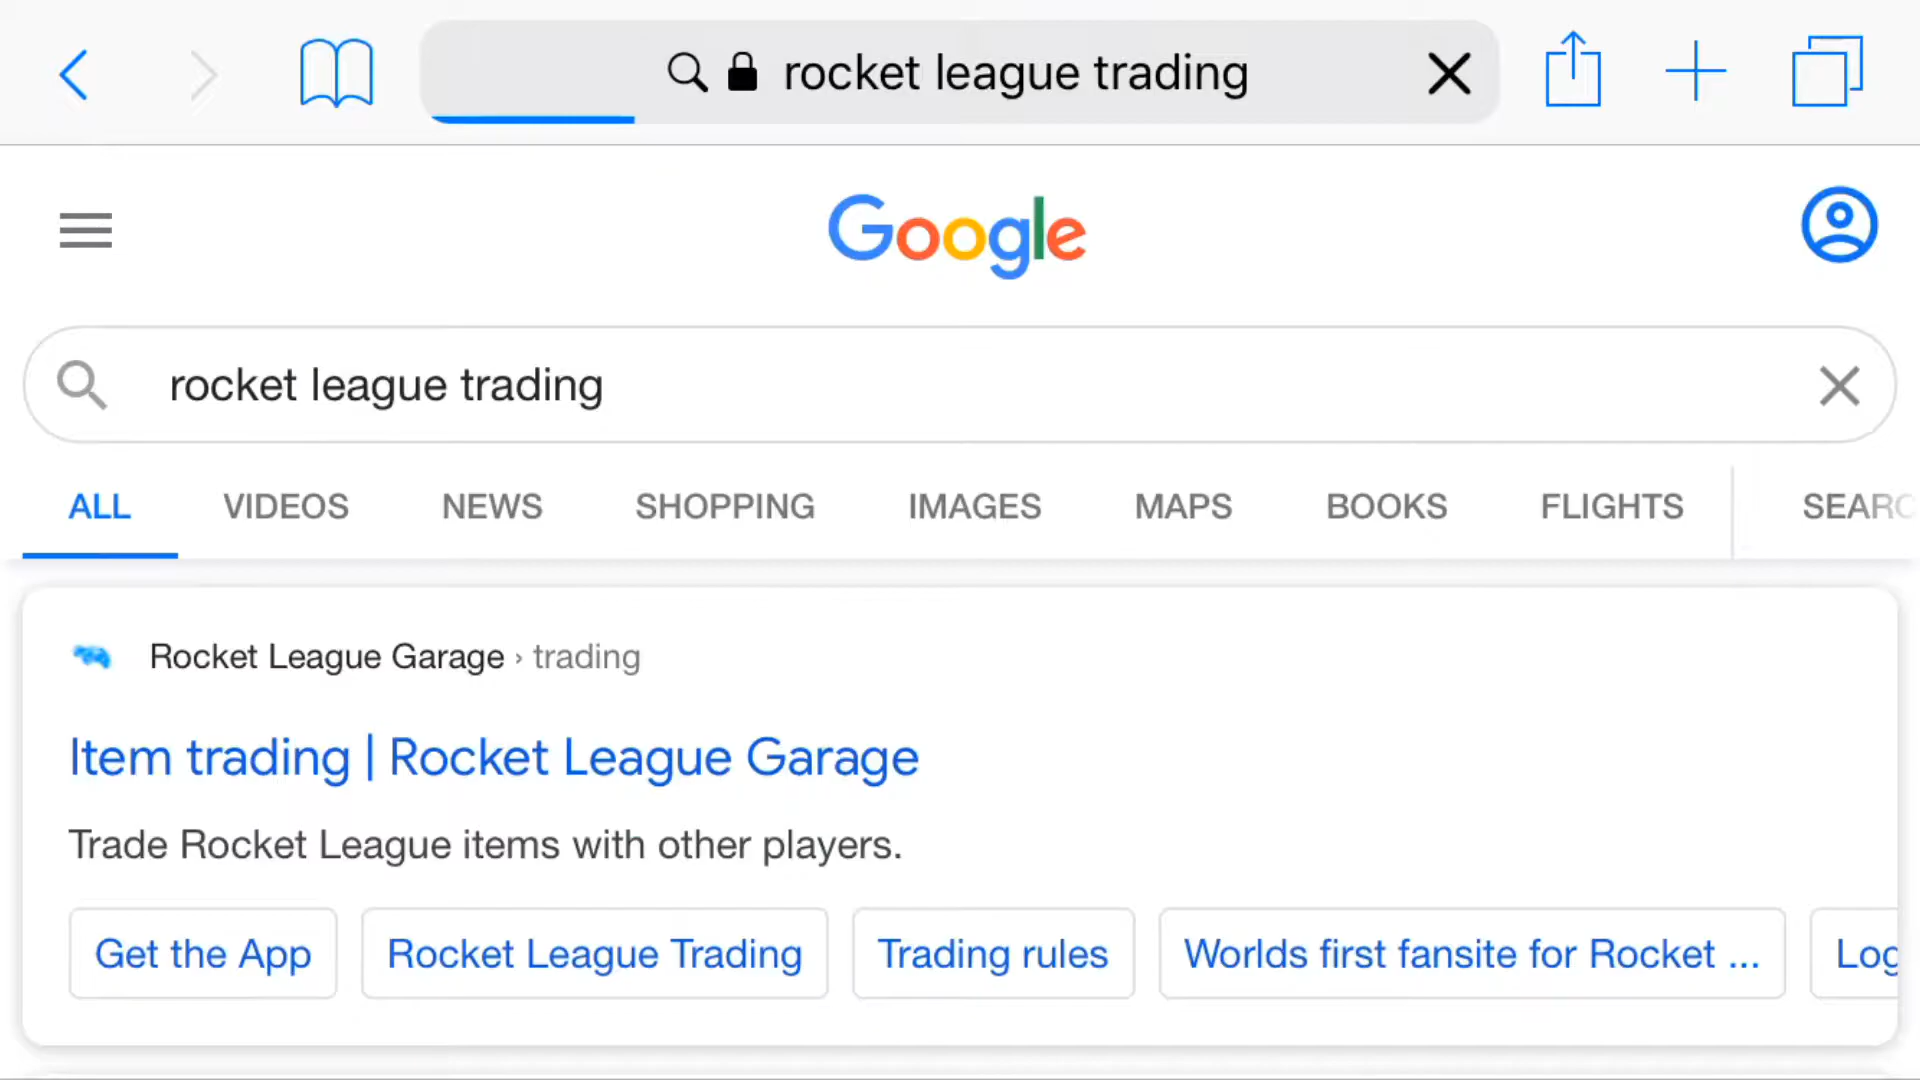 rocket league trading
Google
rocket league trading
ALL VIDEOS NEWS SHOPPING IMAGES MAPS BOOKS FLIGHTS SEARC
Rocket League Garage › trading
Item trading | Rocket League Garage
Trade Rocket League items with other players.
Get the App Rocket League Trading Trading rules Worlds first fansite for Rocket ... Log